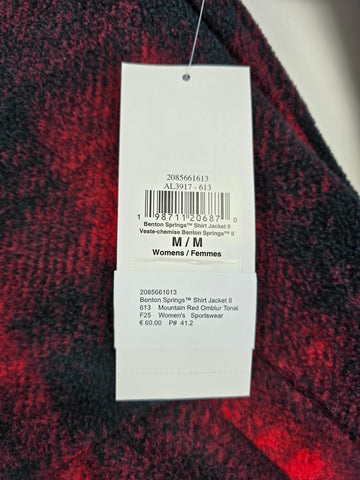 2085661613
AL3917 - 613
1 98711 20687 0
Benton Springs™ Shirt Jacket II
Veste-chemise Benton Springs™ II
M / M
Womens / Femmes
2085661613
Benton Springs™ Shirt Jacket II
613 Mountain Red Omblur Tonal
F25 Women's Sportswear
€ 60.00 P# 41.2